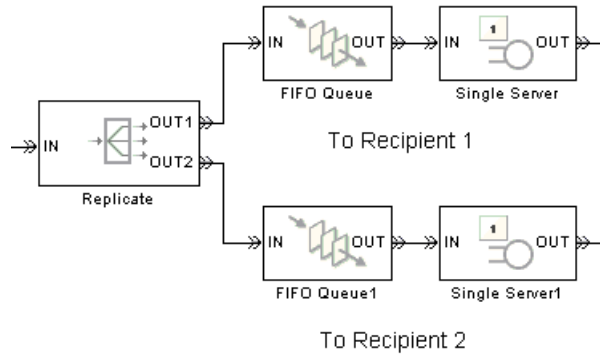 IN OUT
FIFO Queue
IN 1 OUT
Single Server
To Recipient 1
IN OUT1
OUT2
Replicate
IN OUT
FIFO Queue1
IN 1 OUT
Single Server1
To Recipient 2